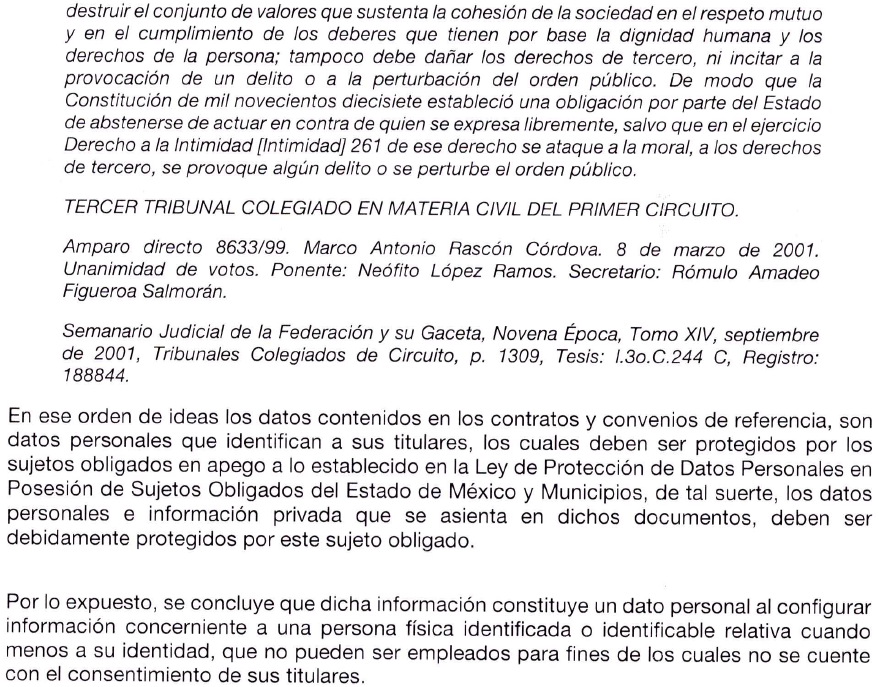 destruir el conjunto de valores que sustenta la cohesión de la sociedad en el respeto mutuo
y en el cumplimiento de los deberes que tienen por base la dignidad humana y los
derechos de la persona; tampoco debe dañar los derechos de tercero, ni incitar a la
provocación de un delito o a la perturbación del orden público. De modo que la
Constitución de mil novecientos diecisiete estableció una obligación por parte del Estado
de abstenerse de actuar en contra de quien se expresa libremente, salvo que en el ejercicio
Derecho a la Intimidad [Intimidad] 261 de ese derecho se ataque a la moral, a los derechos
de tercero, se provoque algún delito o se perturbe el orden público.
TERCER TRIBUNAL COLEGIADO EN MATERIA CIVIL DEL PRIMER CIRCUITO.
Amparo directo 8633/99. Marco Antonio Rascón Córdova. 8 de marzo de 2001.
Unanimidad de votos. Ponente: Neófito López Ramos. Secretario: Rómulo Amadeo
Figueroa Salmorán.
Semanario Judicial de la Federación y su Gaceta, Novena Época, Tomo XIV, septiembre
de 2001, Tribunales Colegiados de Circuito, p. 1309, Tesis: I.3o.C.244 C, Registro:
188844.
En ese orden de ideas los datos contenidos en los contratos y convenios de referencia, son
datos personales que identifican a sus titulares, los cuales deben ser protegidos por los
sujetos obligados en apego a lo establecido en la Ley de Protección de Datos Personales en
Posesión de Sujetos Obligados del Estado de México y Municipios, de tal suerte, los datos
personales e información privada que se asienta en dichos documentos, deben ser
debidamente protegidos por este sujeto obligado.
Por lo expuesto, se concluye que dicha información constituye un dato personal al configurar
información concerniente a una persona física identificada o identificable relativa cuando
menos a su identidad, que no pueden ser empleados para fines de los cuales no se cuente
con el consentimiento de sus titulares.